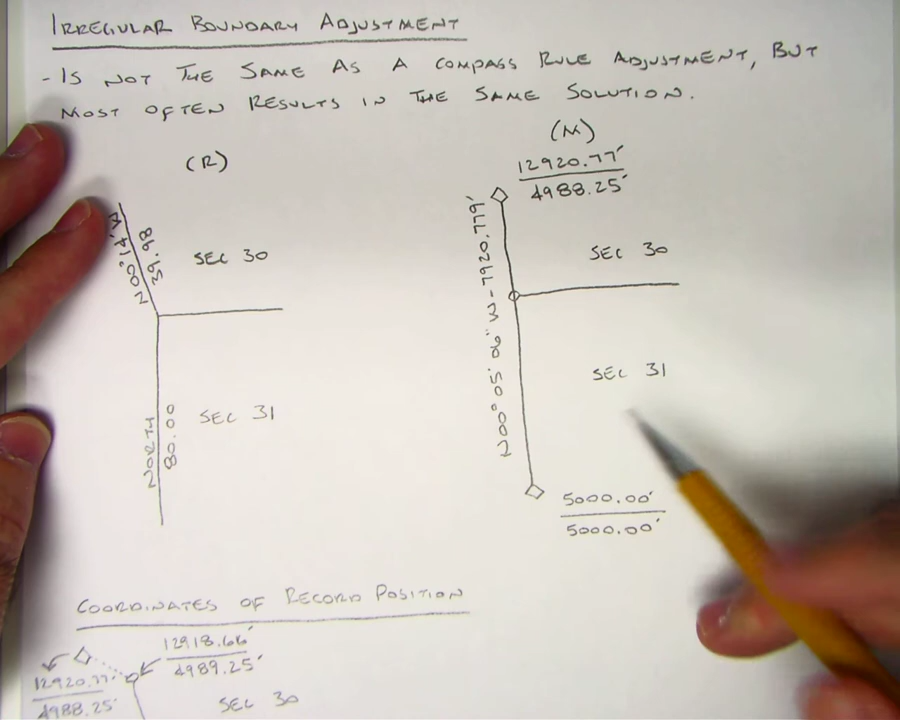 IRREGULAR BOUNDARY ADJUSTMENT
- IS NOT THE SAME AS A COMPASS RULE ADJUSTMENT, BUT
MOST OFTEN RESULTS IN THE SAME SOLUTION.
(R)
(M)
12920.77'
4988.25'
N00°14'W
39.98
SEC 30
N00°05'06"W-7920.779'
SEC 30
SEC 31
NORTH
80.00
SEC 31
5000.00'
5000.00'
COORDINATES OF RECORD POSITION
12918.66'
4989.25'
12920.77'
4988.25'
SEC 30